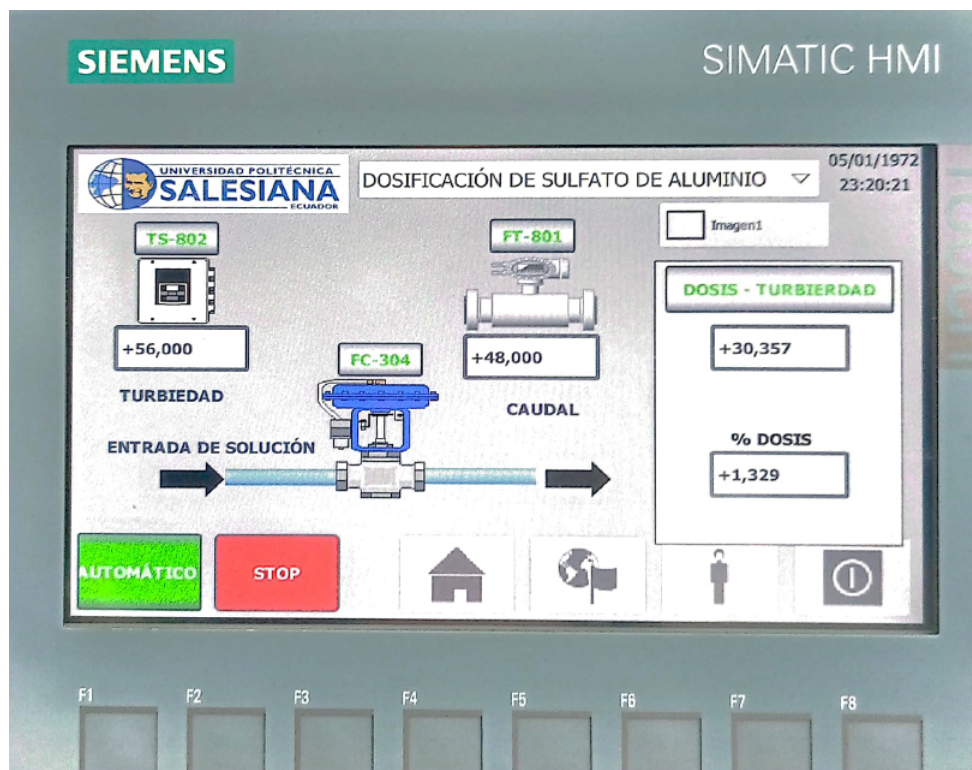 SIEMENS
SIMATIC HMI
UNIVERSIDAD POLITÉCNICA
SALESIANA
ECUADOR
DOSIFICACIÓN DE SULFATO DE ALUMINIO
05/01/1972
23:20:21
Imagen1
TS-802
FT-801
DOSIS - TURBIERDAD
+56,000
FC-304
+48,000
+30,357
TURBIEDAD
CAUDAL
ENTRADA DE SOLUCIÓN
% DOSIS
+1,329
AUTOMÁTICO
STOP
F1 F2 F3 F4 F5 F6 F7 F8